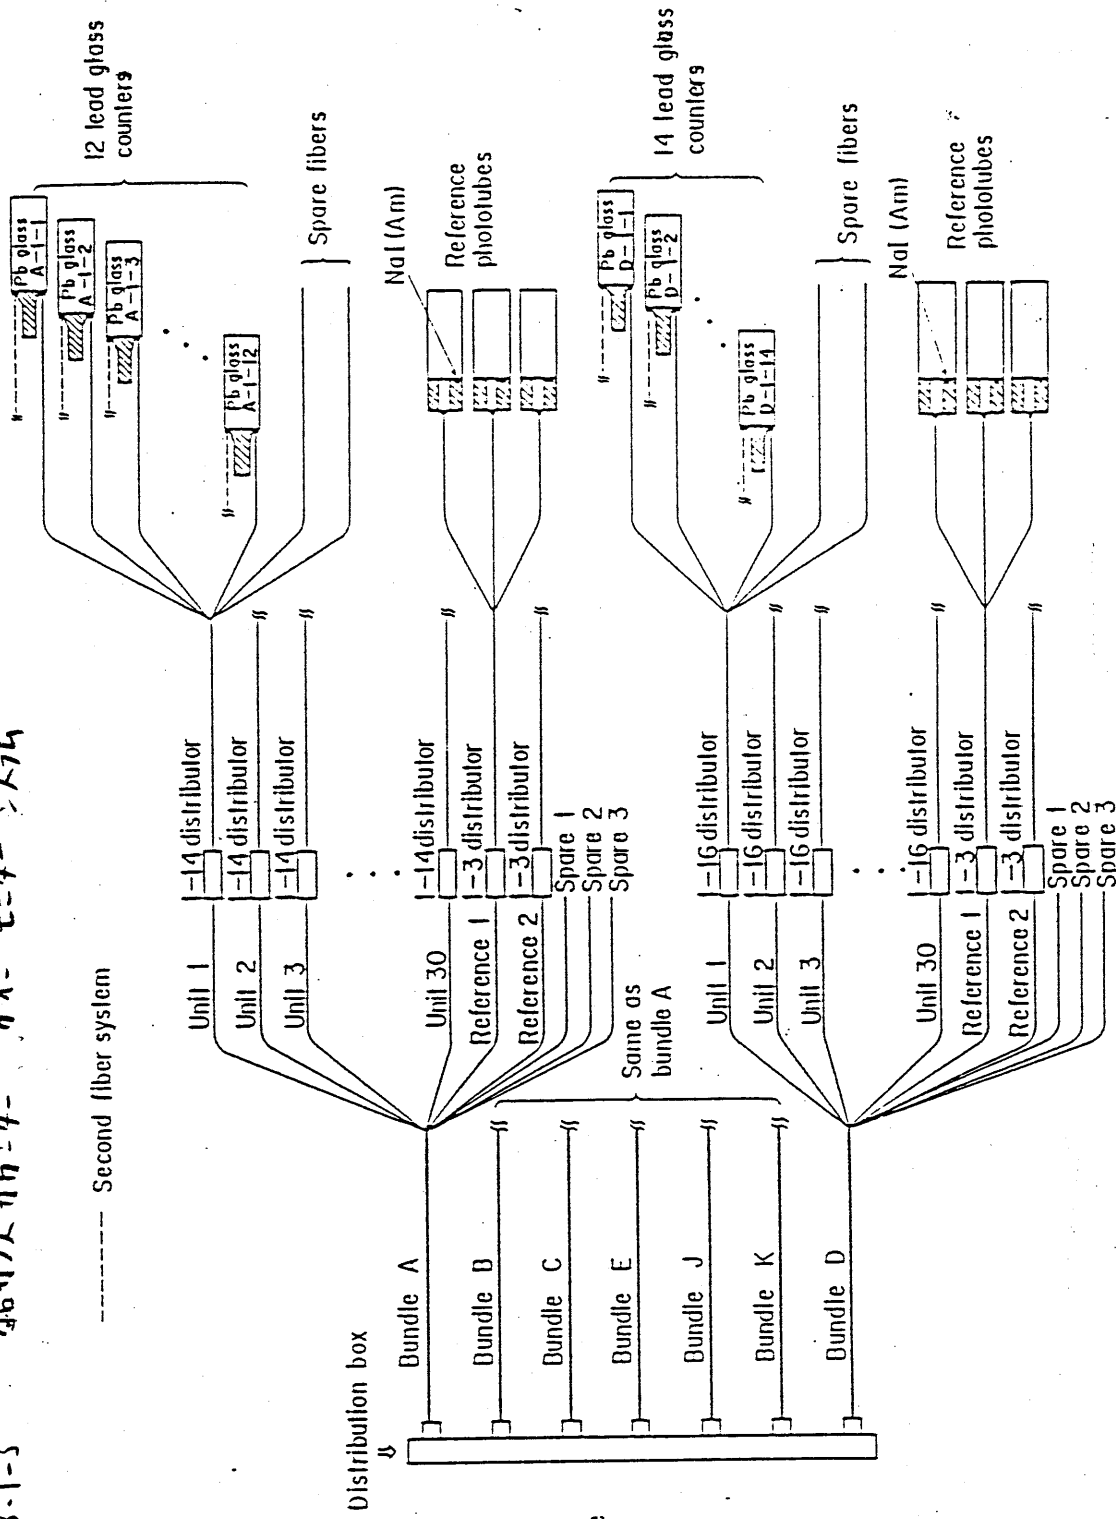 Second fiber system
Distribution box
Bundle A
Bundle B
Bundle C
Bundle E
Bundle J
Bundle K
Bundle D
Same as
bundle A
Unit 1
Unit 2
Unit 3
Unit 30
Reference 1
Reference 2
1-14 distributor
1-14 distributor
1-14 distributor
1-14 distributor
1-3 distributor
1-3 distributor
Spare 1
Spare 2
Spare 3
Pb glass
A-1-1
Pb glass
A-1-2
Pb glass
A-1-3
Pb glass
A-1-12
12 lead glass
counters
Spare fibers
NaI (Am)
Reference
phototubes
Unit 1
Unit 2
Unit 3
Unit 30
Reference 1
Reference 2
1-16 distributor
1-16 distributor
1-16 distributor
1-16 distributor
1-3 distributor
1-3 distributor
Spare 1
Spare 2
Spare 3
Pb glass
D-1-1
Pb glass
D-1-2
Pb glass
D-1-14
14 lead glass
counters
Spare fibers
NaI (Am)
Reference
phototubes